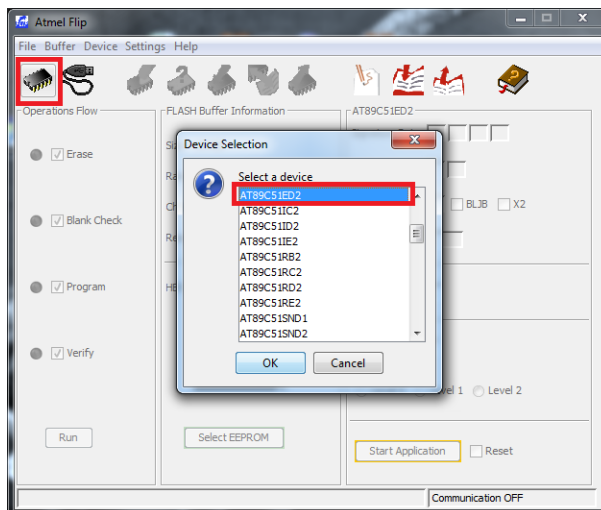 Atmel Flip
File Buffer Device Settings Help
Operations Flow
Erase
Blank Check
Program
Verify
Run
FLASH Buffer Information
Select EEPROM
AT89C51ED2
BLJB X2
Level 2
Start Application Reset
Communication OFF
Device Selection
Select a device
AT89C51ED2
AT89C51IC2
AT89C51ID2
AT89C51IE2
AT89C51RB2
AT89C51RC2
AT89C51RD2
AT89C51RE2
AT89C51SND1
AT89C51SND2
OK Cancel